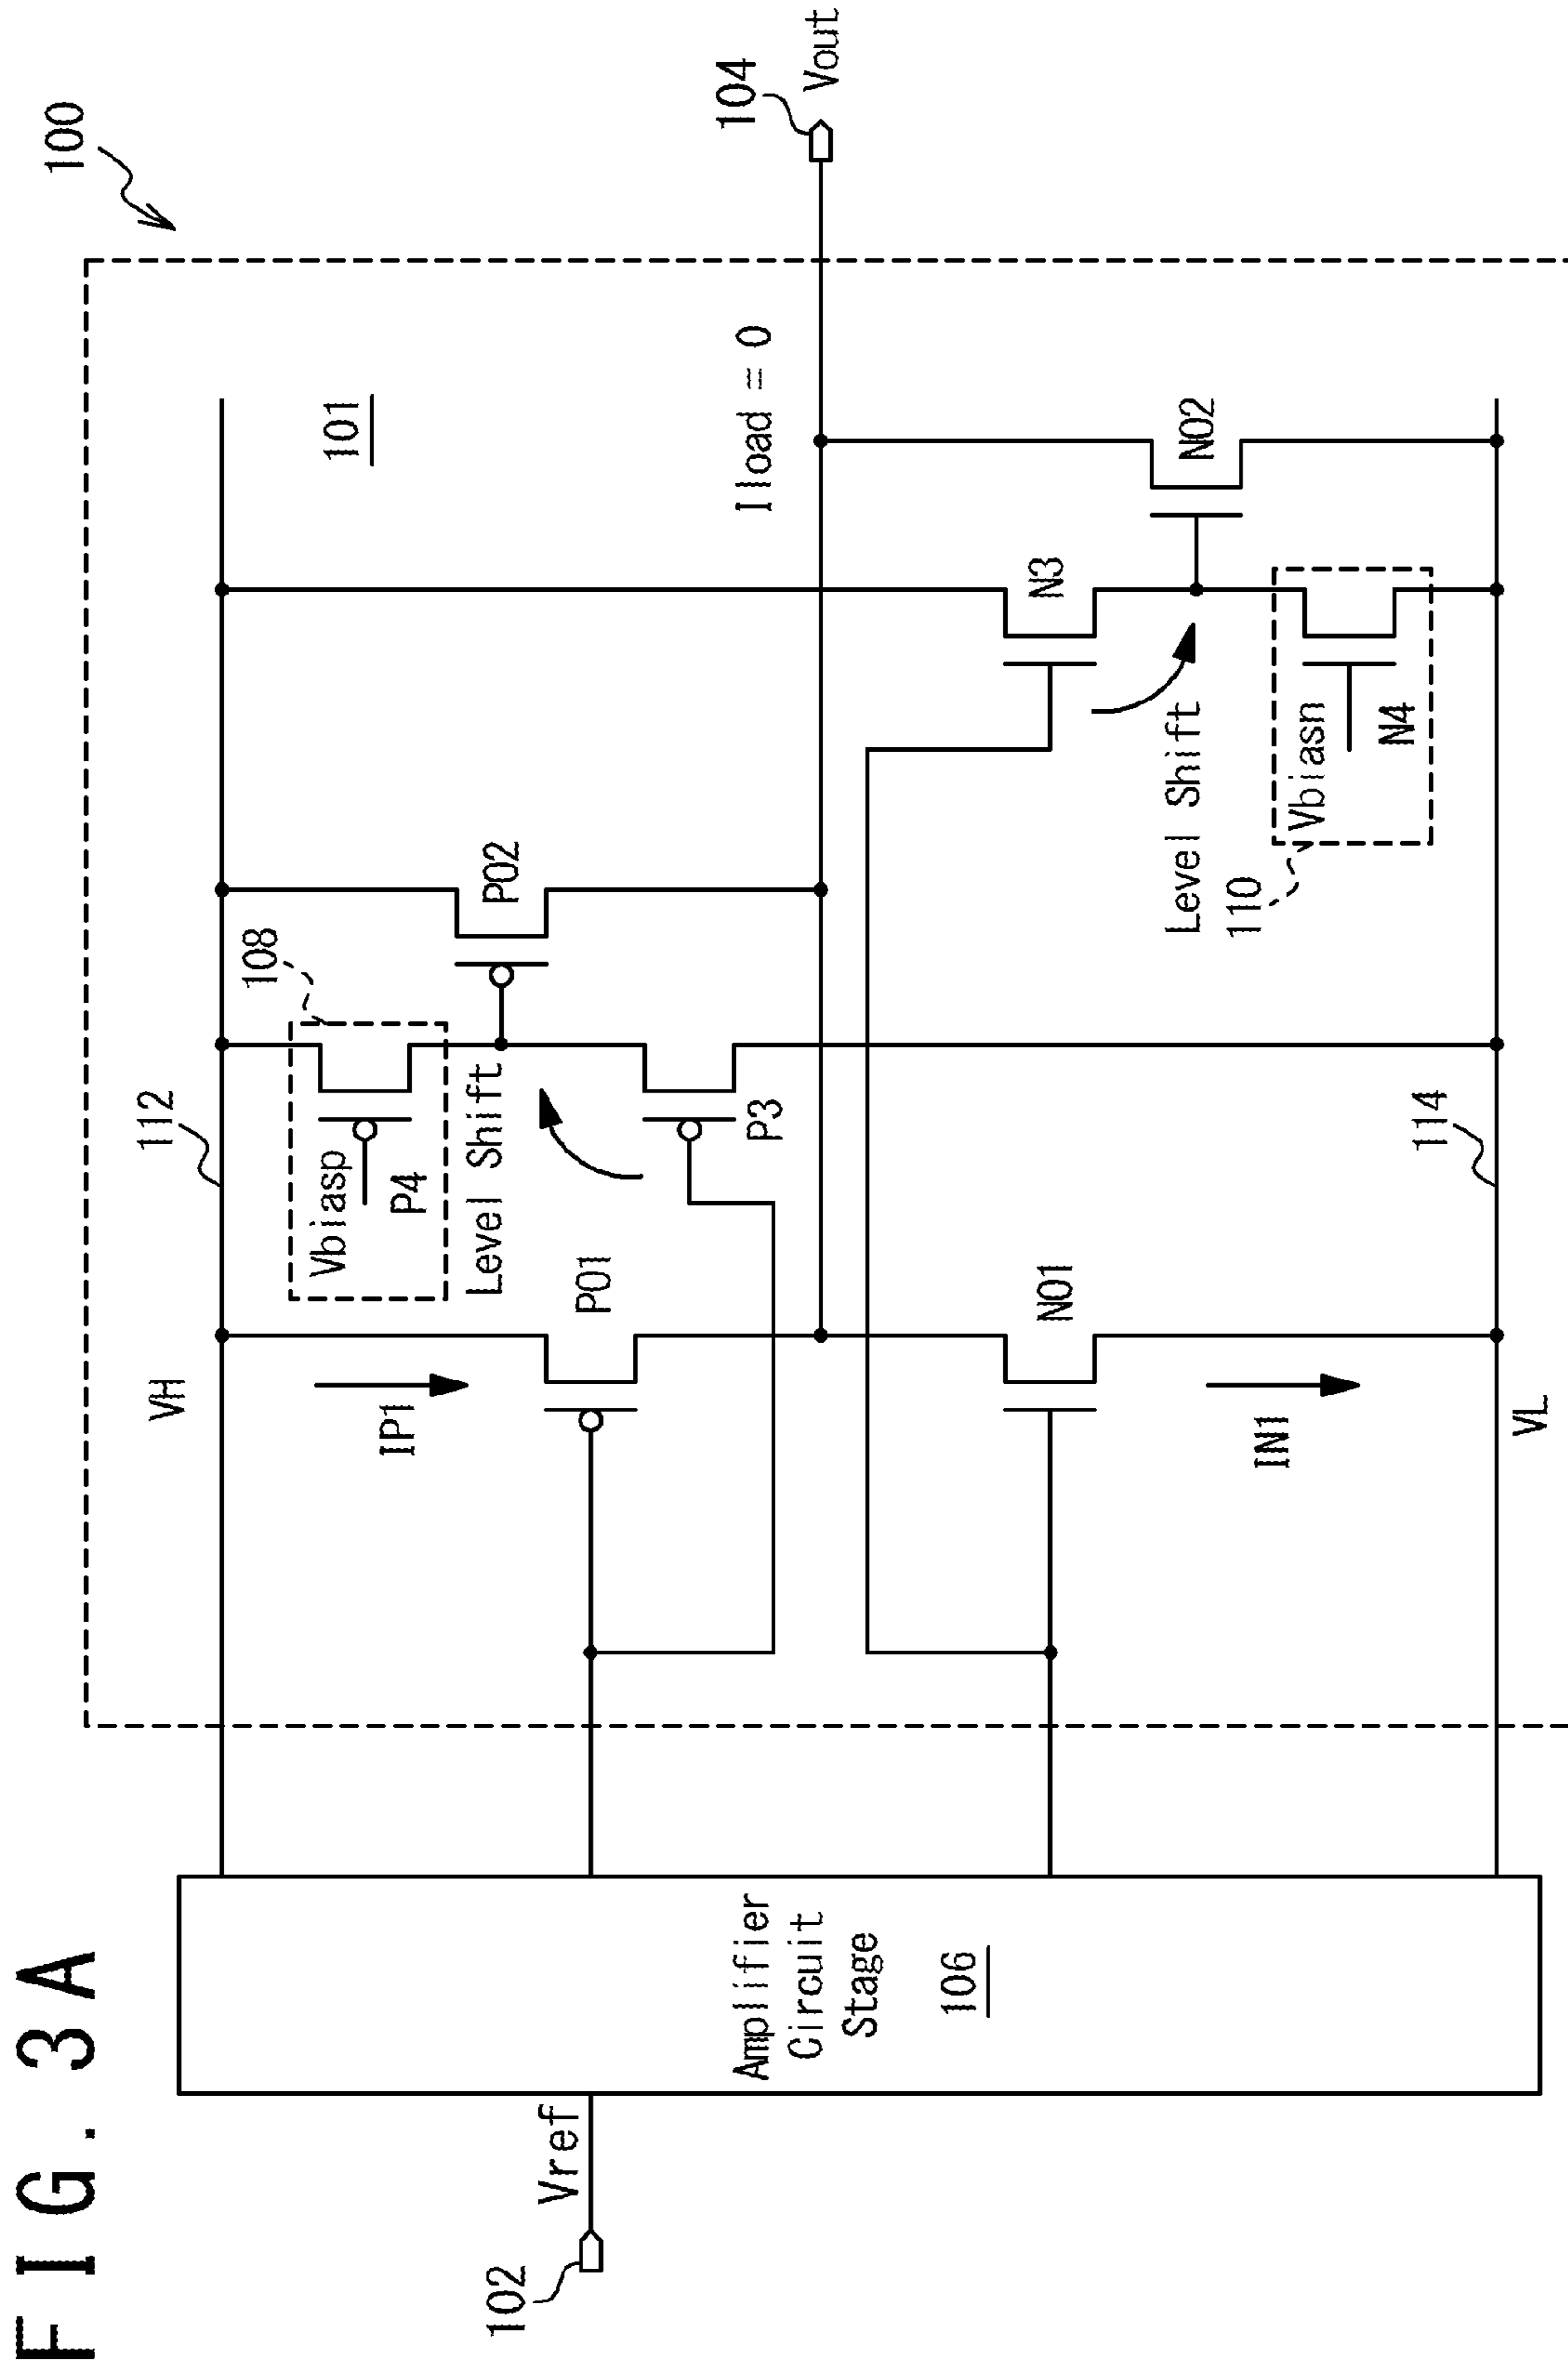 FIG. 3A
100
102
Vref
Amplifier
Circuit
Stage
106
VH
112
101
108
Vbiasp
P4
Level Shift
IP1
P01
P3
P02
Iload = 0
104
Vout
N01
IN1
N3
N02
Level Shift
110
Vbiasn
N4
VL
114